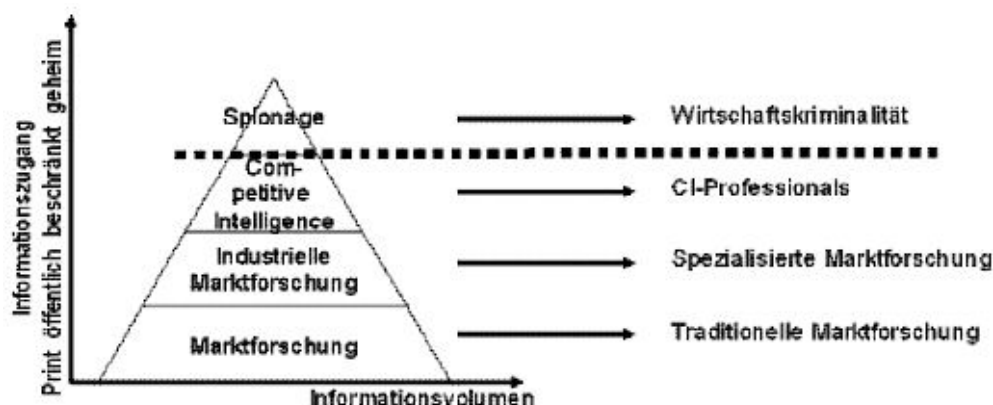 Informationszugang
Print öffentlich beschränkt geheim
Spionage
Wirtschaftskriminalität
Com-
petitive
Intelligence
CI-Professionals
Industrielle
Marktforschung
Spezialisierte Marktforschung
Marktforschung
Traditionelle Marktforschung
Informationsvolumen